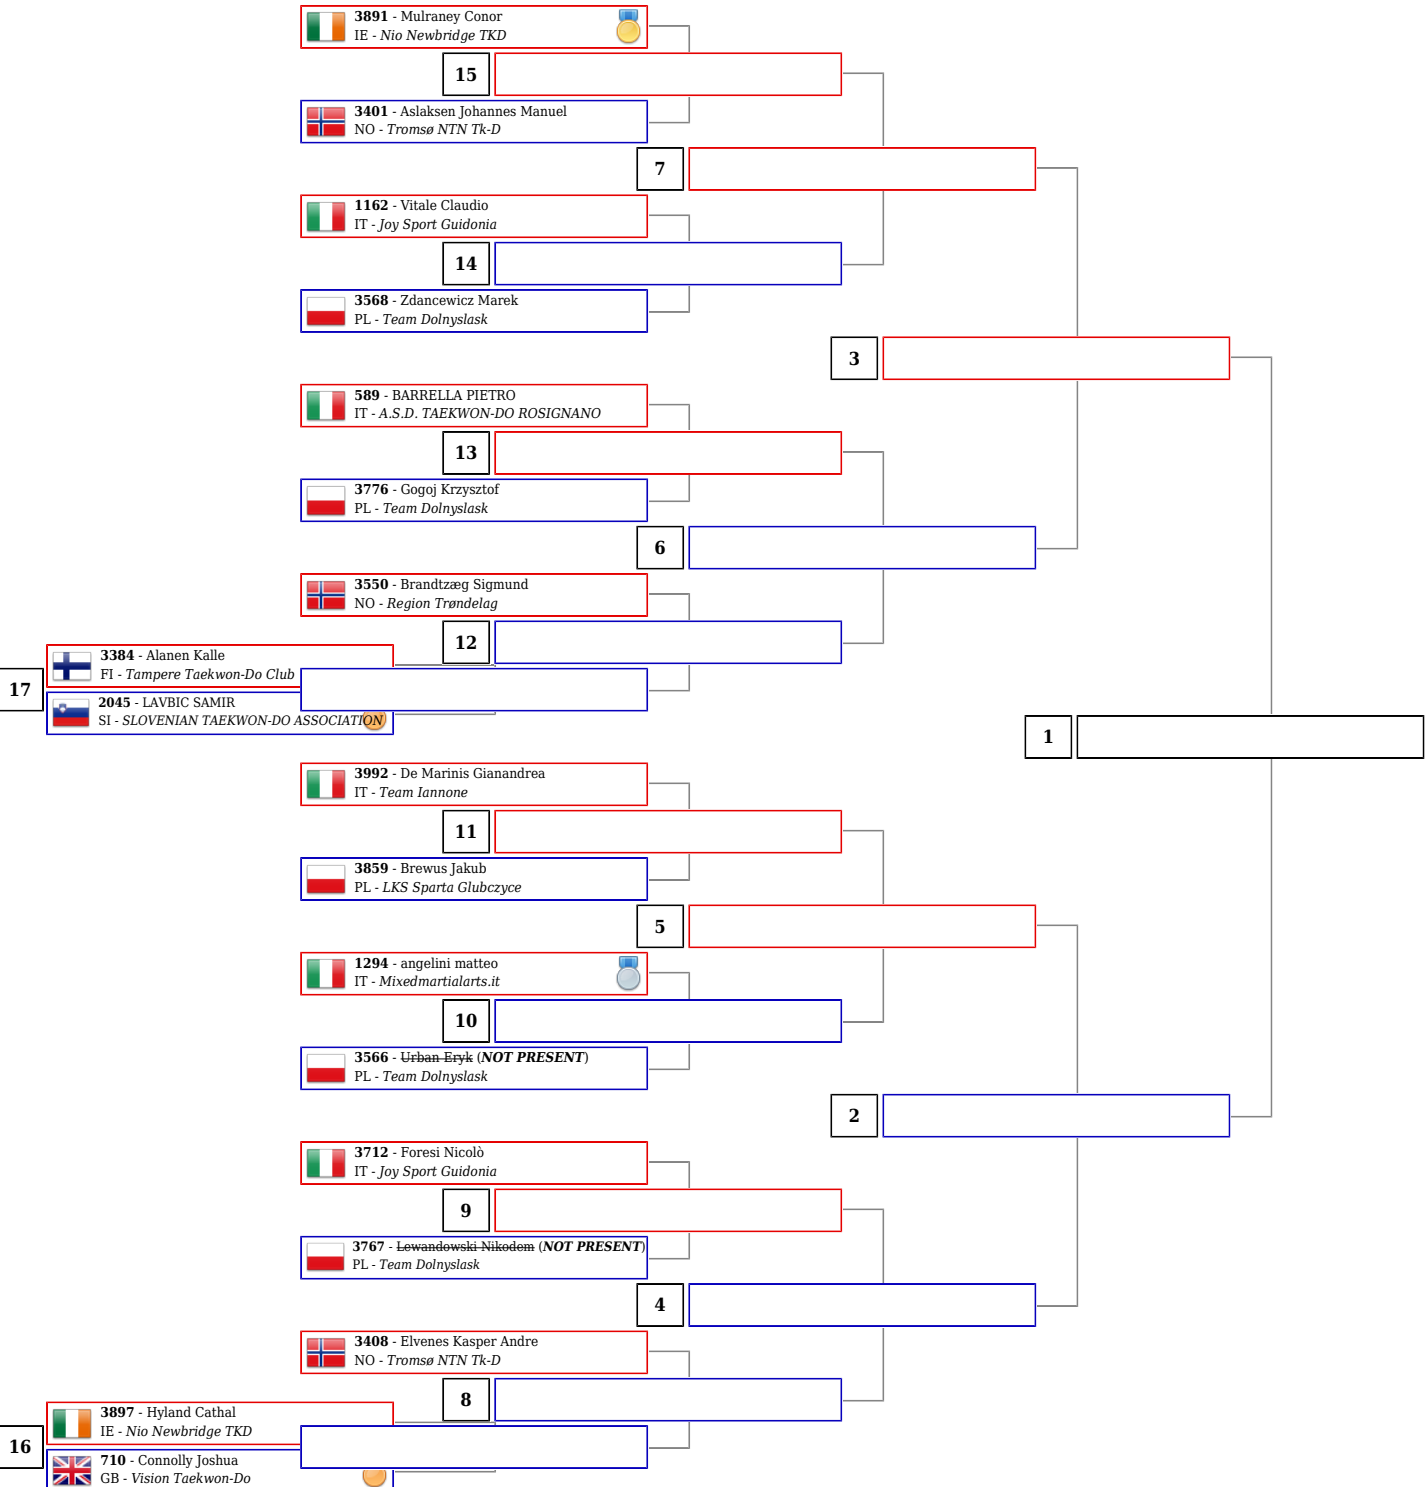 3891 - Mulraney Conor
IE - Nio Newbridge TKD
15
3401 - Aslaksen Johannes Manuel
NO - Tromsø NTN Tk-D
7
1162 - Vitale Claudio
IT - Joy Sport Guidonia
14
3568 - Zdancewicz Marek
PL - Team Dolnyslask
3
589 - BARRELLA PIETRO
IT - A.S.D. TAEKWON-DO ROSIGNANO
13
3776 - Gogoj Krzysztof
PL - Team Dolnyslask
6
3550 - Brandtzæg Sigmund
NO - Region Trøndelag
12
3384 - Alanen Kalle
FI - Tampere Taekwon-Do Club
17
2045 - LAVBIC SAMIR
SI - SLOVENIAN TAEKWON-DO ASSOCIATION
1
3992 - De Marinis Gianandrea
IT - Team Iannone
11
3859 - Brewus Jakub
PL - LKS Sparta Glubczyce
5
1294 - angelini matteo
IT - Mixedmartialarts.it
10
3566 - Urban Eryk (NOT PRESENT)
PL - Team Dolnyslask
2
3712 - Foresi Nicolò
IT - Joy Sport Guidonia
9
3767 - Lewandowski Nikodem (NOT PRESENT)
PL - Team Dolnyslask
4
3408 - Elvenes Kasper Andre
NO - Tromsø NTN Tk-D
8
3897 - Hyland Cathal
IE - Nio Newbridge TKD
16
710 - Connolly Joshua
GB - Vision Taekwon-Do